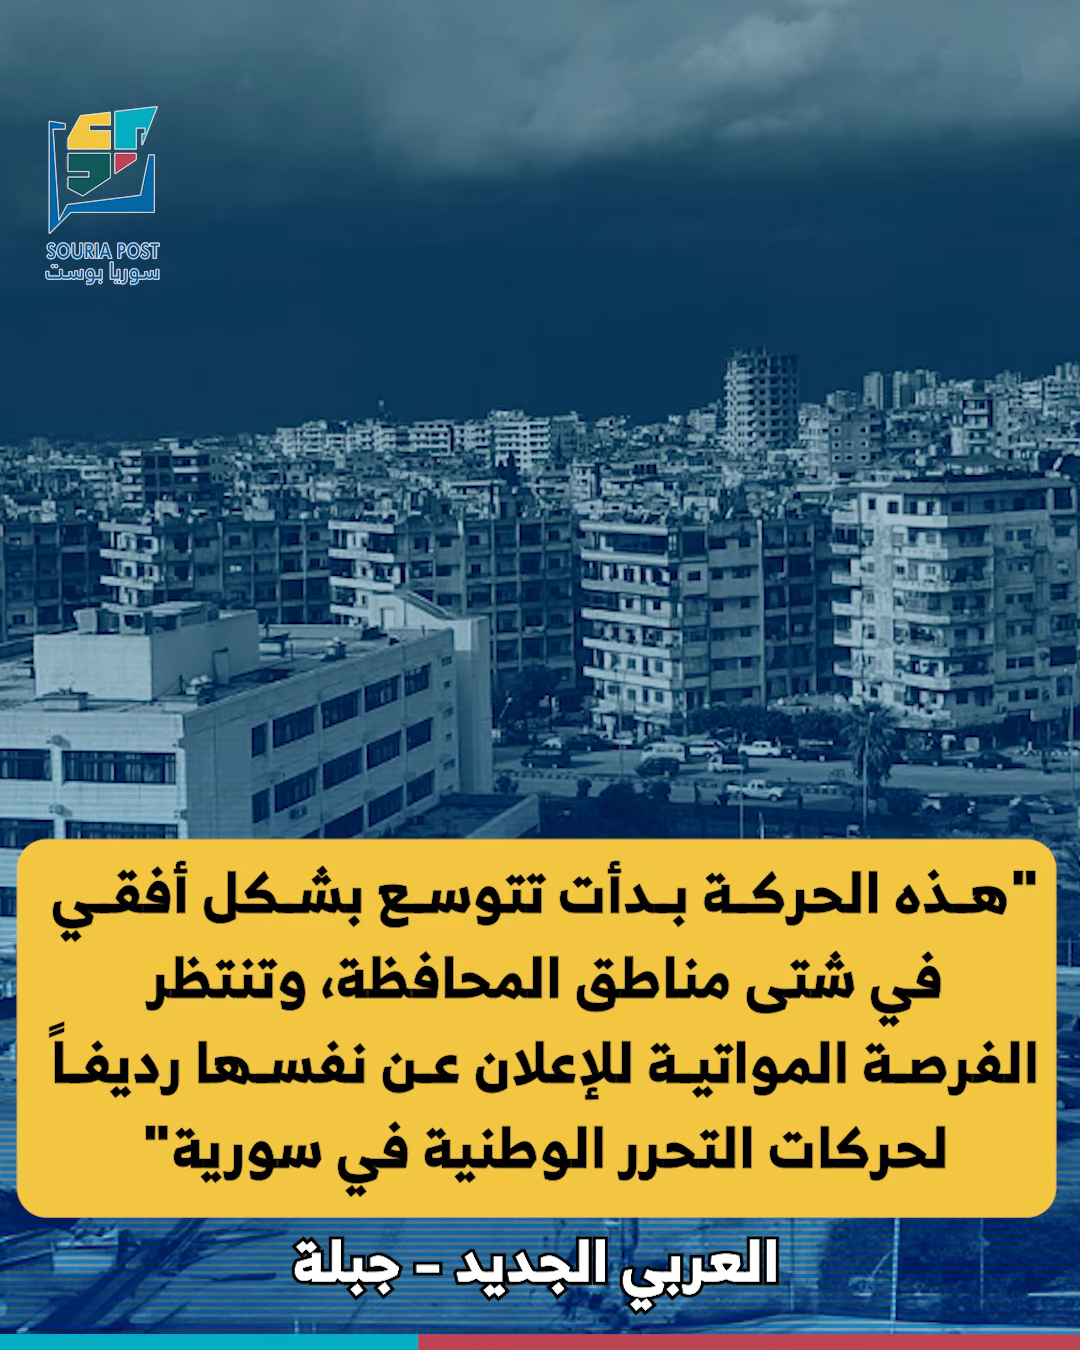 SOURIA POST
سوريا بوست
"هذه الحركة بدأت تتوسع بشكل أفقي
في شتى مناطق المحافظة، وتنتظر
الفرصة المواتية للإعلان عن نفسها رديفاً
لحركات التحرر الوطنية في سورية"
العربي الجديد - جبلة